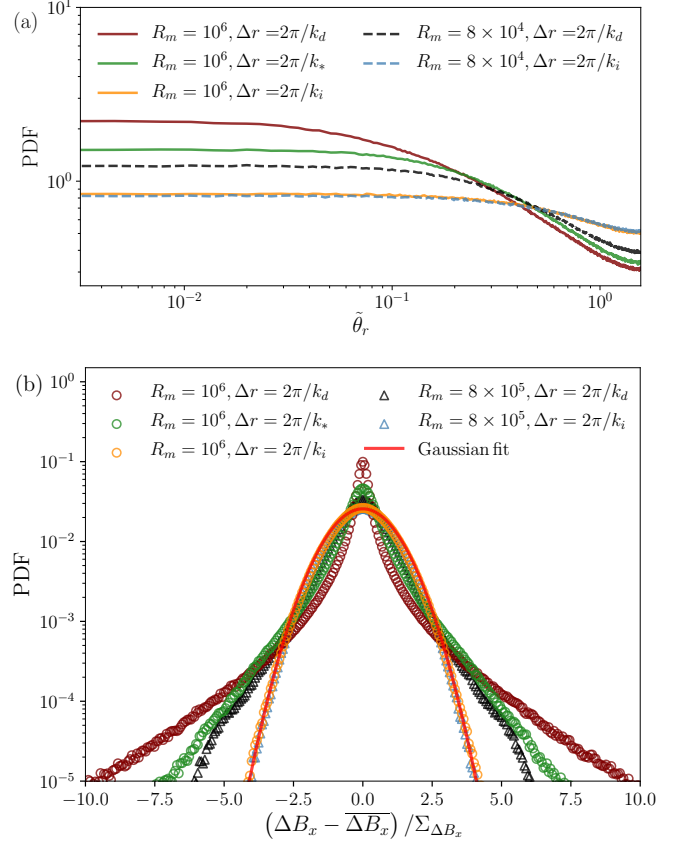 (a)
R_m = 10^6, Δr = 2π/k_d
R_m = 10^6, Δr = 2π/k_*
R_m = 10^6, Δr = 2π/k_i
R_m = 8 × 10^4, Δr = 2π/k_d
R_m = 8 × 10^4, Δr = 2π/k_i
10^1
10^0
PDF
10^{-2} 10^{-1} 10^0
\tilde{θ}_r
(b)
R_m = 10^6, Δr = 2π/k_d
R_m = 10^6, Δr = 2π/k_*
R_m = 10^6, Δr = 2π/k_i
R_m = 8 × 10^5, Δr = 2π/k_d
R_m = 8 × 10^5, Δr = 2π/k_i
Gaussian fit
10^0
10^{-1}
10^{-2}
10^{-3}
10^{-4}
10^{-5}
PDF
−10.0 −7.5 −5.0 −2.5 0.0 2.5 5.0 7.5 10.0
(ΔB_x − \overline{ΔB_x}) /Σ_{ΔB_x}